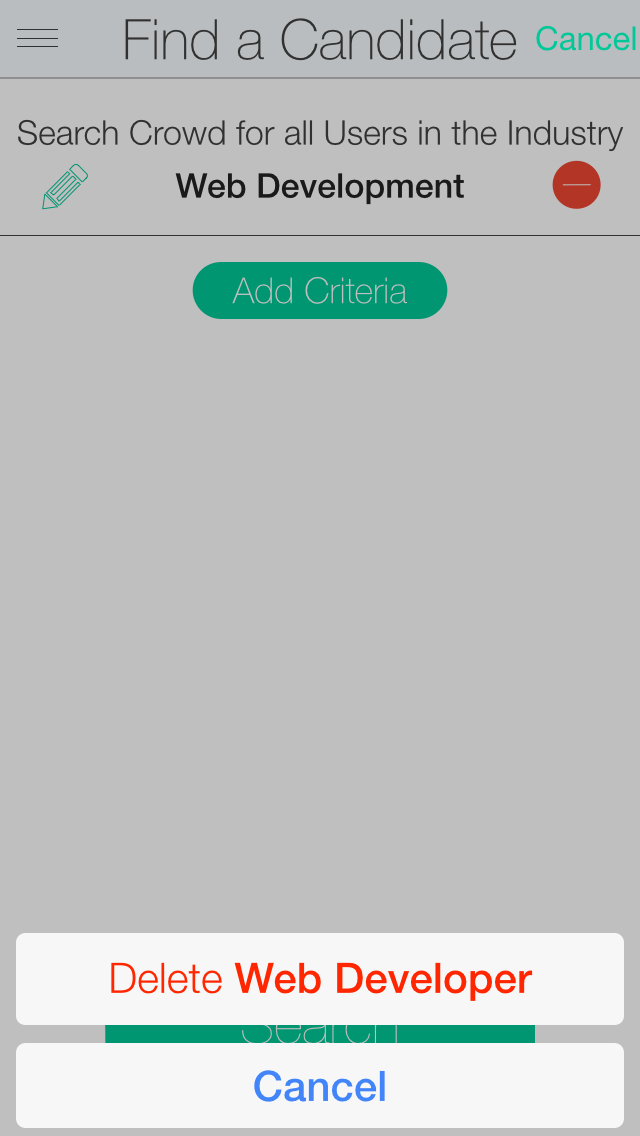 Find a Candidate Cancel
Search Crowd for all Users in the Industry
Web Development
Add Criteria
Delete Web Developer
Search
Cancel